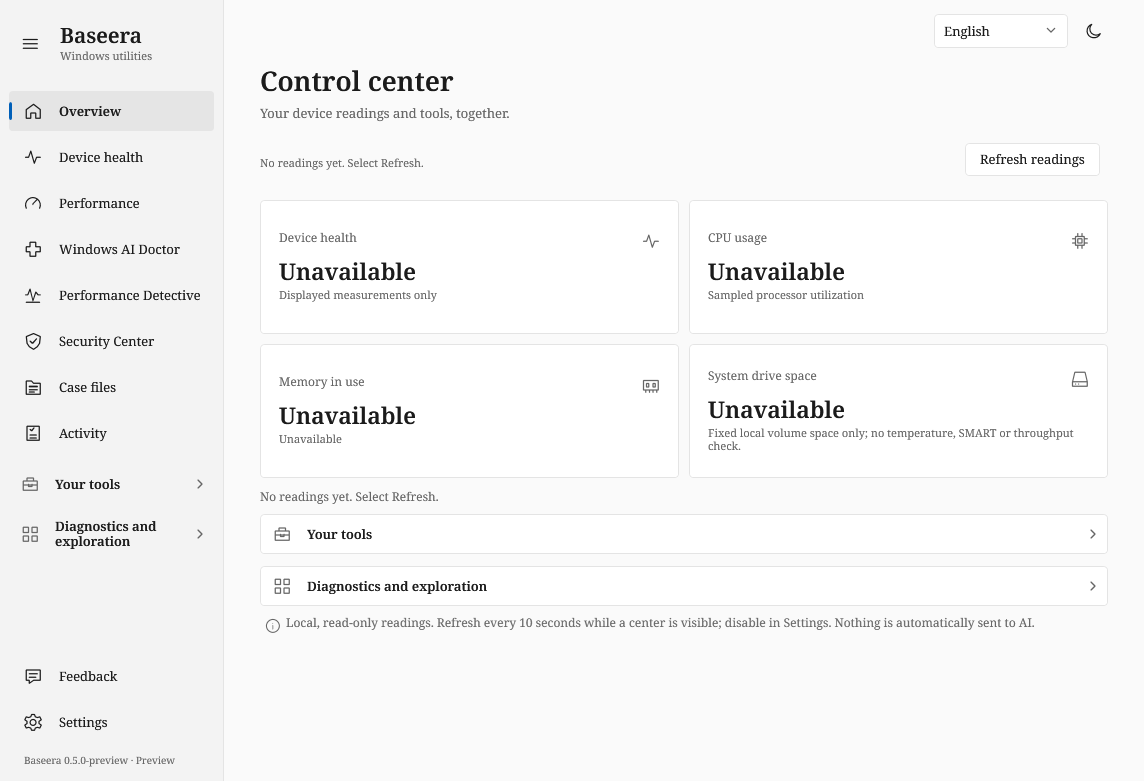 Baseera
Windows utilities
Overview
Device health
Performance
Windows AI Doctor
Performance Detective
Security Center
Case files
Activity
Your tools
Diagnostics and
exploration
Feedback
Settings
Baseera 0.5.0-preview · Preview
English
Control center
Your device readings and tools, together.
No readings yet. Select Refresh.
Refresh readings
Device health
Unavailable
Displayed measurements only
CPU usage
Unavailable
Sampled processor utilization
Memory in use
Unavailable
Unavailable
System drive space
Unavailable
Fixed local volume space only; no temperature, SMART or throughput
check.
No readings yet. Select Refresh.
Your tools
Diagnostics and exploration
Local, read-only readings. Refresh every 10 seconds while a center is visible; disable in Settings. Nothing is automatically sent to AI.